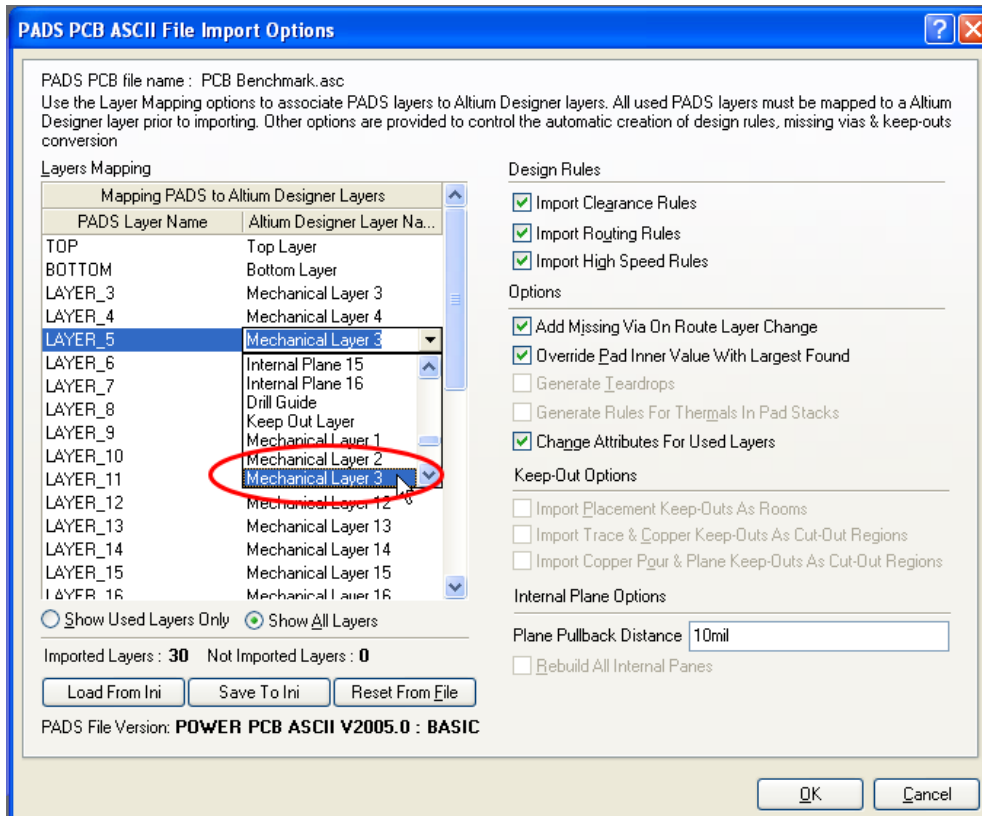 PADS PCB ASCII File Import Options
PADS PCB file name : PCB Benchmark.asc
Use the Layer Mapping options to associate PADS layers to Altium Designer layers. All used PADS layers must be mapped to a Altium
Designer layer prior to importing. Other options are provided to control the automatic creation of design rules, missing vias & keep-outs
conversion
Layers Mapping
Mapping PADS to Altium Designer Layers
PADS Layer Name Altium Designer Layer Na...
TOP Top Layer
BOTTOM Bottom Layer
LAYER_3 Mechanical Layer 3
LAYER_4 Mechanical Layer 4
LAYER_5 Mechanical Layer 3
LAYER_6
LAYER_7
LAYER_8
LAYER_9
LAYER_10
LAYER_11
Internal Plane 15
Internal Plane 16
Drill Guide
Keep Out Layer
Mechanical Layer 1
Mechanical Layer 2
Mechanical Layer 3
LAYER_12 Mechanical Layer 12
LAYER_13 Mechanical Layer 13
LAYER_14 Mechanical Layer 14
LAYER_15 Mechanical Layer 15
LAYER_16 Mechanical Layer 16
Show Used Layers Only Show All Layers
Imported Layers : 30 Not Imported Layers : 0
Load From Ini Save To Ini Reset From File
PADS File Version: POWER PCB ASCII V2005.0 : BASIC
Design Rules
Import Clearance Rules
Import Routing Rules
Import High Speed Rules
Options
Add Missing Via On Route Layer Change
Override Pad Inner Value With Largest Found
Generate Teardrops
Generate Rules For Thermals In Pad Stacks
Change Attributes For Used Layers
Keep-Out Options
Import Placement Keep-Outs As Rooms
Import Trace & Copper Keep-Outs As Cut-Out Regions
Import Copper Pour & Plane Keep-Outs As Cut-Out Regions
Internal Plane Options
Plane Pullback Distance 10mil
Rebuild All Internal Panes
OK Cancel